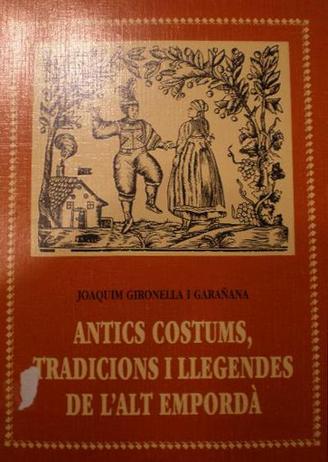 JOAQUIM GIRONELLA I GARAÑANA
ANTICS COSTUMS,
TRADICIONS I LLEGENDES
DE L'ALT EMPORDÀ